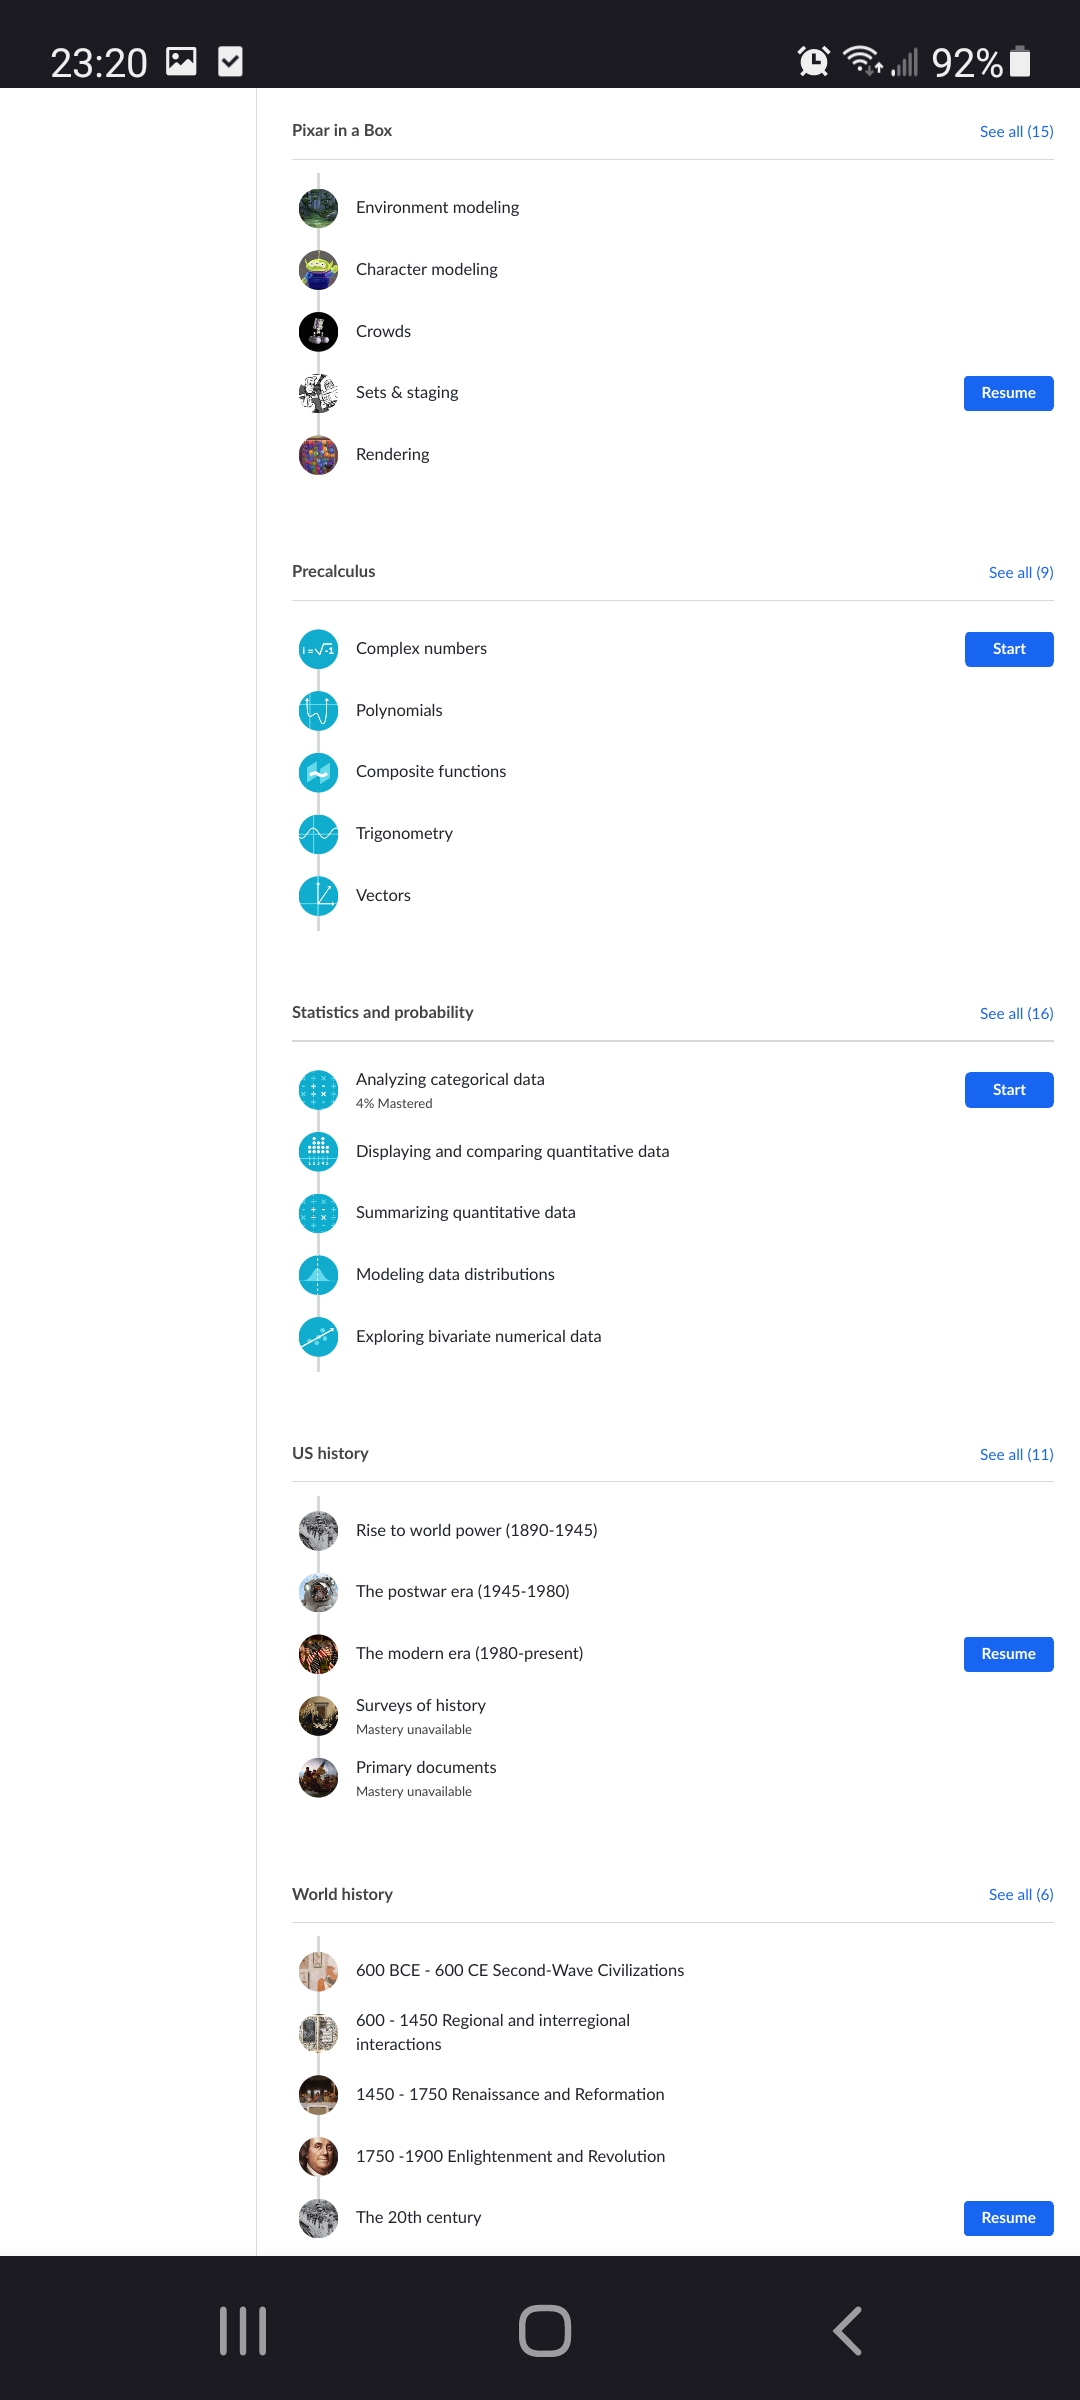 23:20
92%
Pixar in a Box
See all (15)
Environment modeling
Character modeling
Crowds
Sets & staging
Resume
Rendering
Precalculus
See all (9)
i=√-1
Complex numbers
Start
Polynomials
Composite functions
Trigonometry
Vectors
Statistics and probability
See all (16)
Analyzing categorical data
4% Mastered
Start
Displaying and comparing quantitative data
Summarizing quantitative data
Modeling data distributions
Exploring bivariate numerical data
US history
See all (11)
Rise to world power (1890-1945)
The postwar era (1945-1980)
The modern era (1980-present)
Resume
Surveys of history
Mastery unavailable
Primary documents
Mastery unavailable
World history
See all (6)
600 BCE - 600 CE Second-Wave Civilizations
600 - 1450 Regional and interregional
interactions
1450 - 1750 Renaissance and Reformation
1750 -1900 Enlightenment and Revolution
The 20th century
Resume